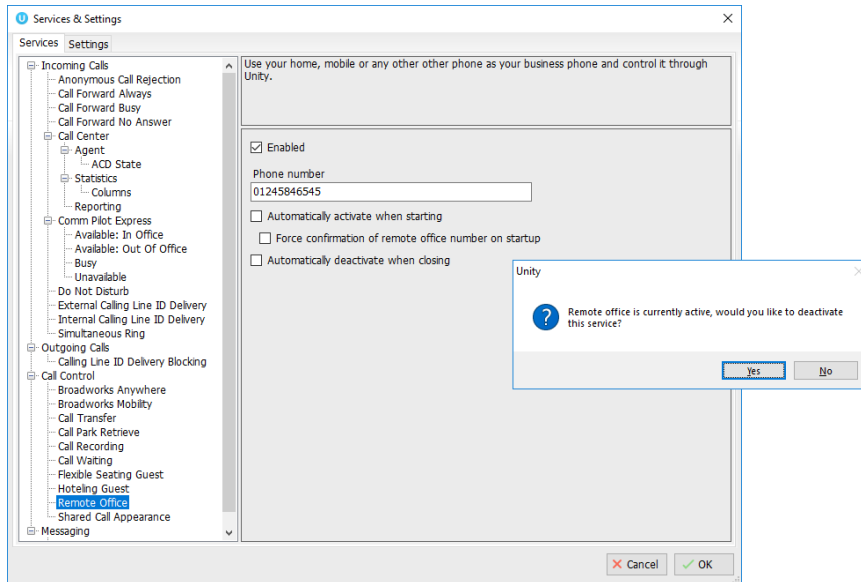 Services & Settings
Services
Settings
Incoming Calls
Anonymous Call Rejection
Call Forward Always
Call Forward Busy
Call Forward No Answer
Call Center
Agent
ACD State
Statistics
Columns
Reporting
Comm Pilot Express
Available: In Office
Available: Out Of Office
Busy
Unavailable
Do Not Disturb
External Calling Line ID Delivery
Internal Calling Line ID Delivery
Simultaneous Ring
Outgoing Calls
Calling Line ID Delivery Blocking
Call Control
Broadworks Anywhere
Broadworks Mobility
Call Transfer
Call Park Retrieve
Call Recording
Call Waiting
Flexible Seating Guest
Hoteling Guest
Remote Office
Shared Call Appearance
Messaging
Use your home, mobile or any other other phone as your business phone and control it through
Unity.
Enabled
Phone number
01245846545
Automatically activate when starting
Force confirmation of remote office number on startup
Automatically deactivate when closing
Unity
Remote office is currently active, would you like to deactivate
this service?
Yes
No
Cancel
OK